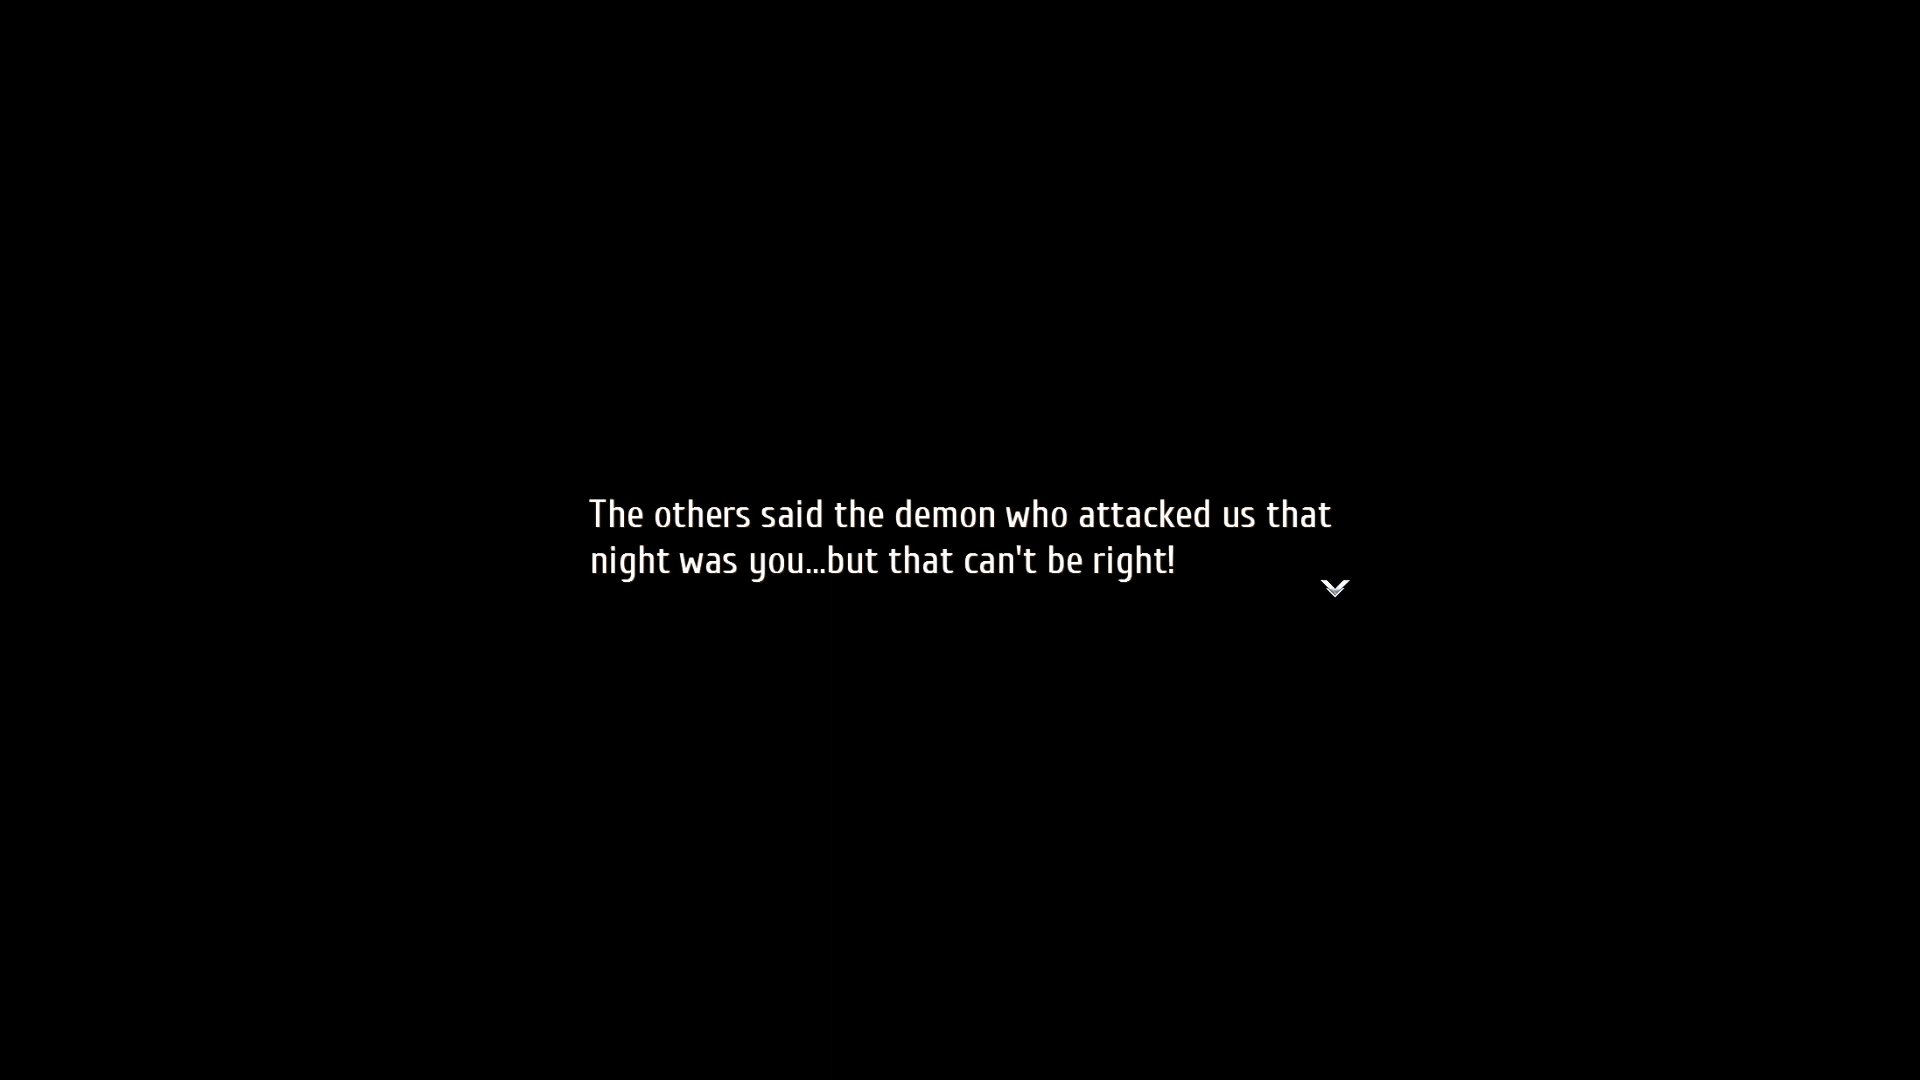 The others said the demon who attacked us that
night was you...but that can't be right!